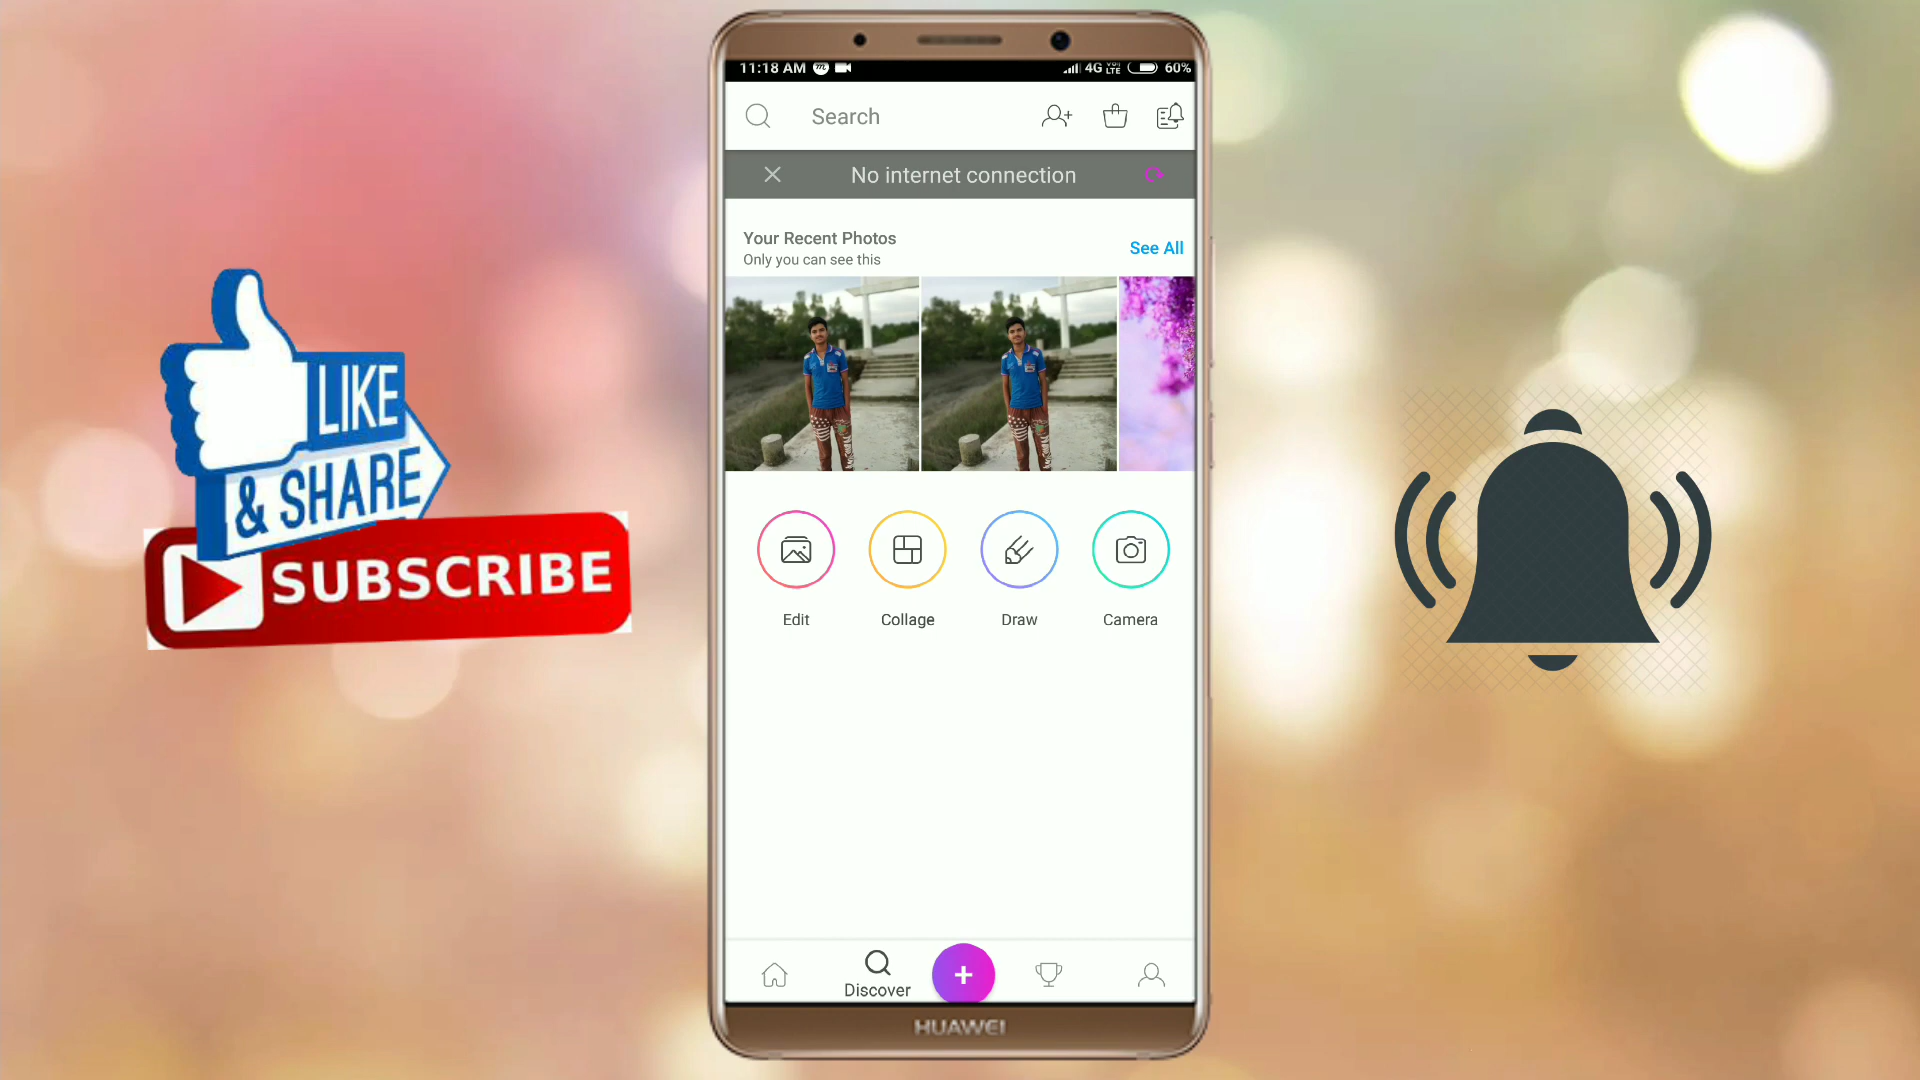 11:18 AM
4G VoLTE 60%
Search
No internet connection
Your Recent Photos
Only you can see this
See All
LIKE
& SHARE
SUBSCRIBE
Edit
Collage
Draw
Camera
Discover
HUAWEI